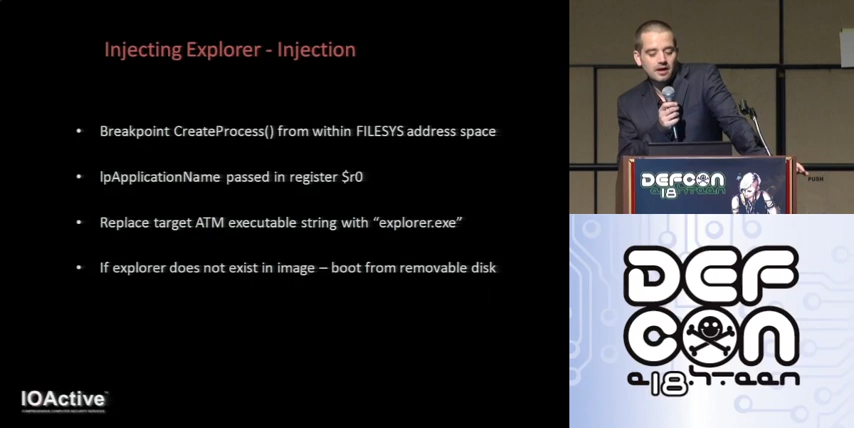 Injecting Explorer - Injection
• Breakpoint CreateProcess() from within FILESYS address space
• lpApplicationName passed in register $r0
• Replace target ATM executable string with “explorer.exe”
• If explorer does not exist in image – boot from removable disk
IOActive
PUSH
DEFCON
18
DEF
CON
18